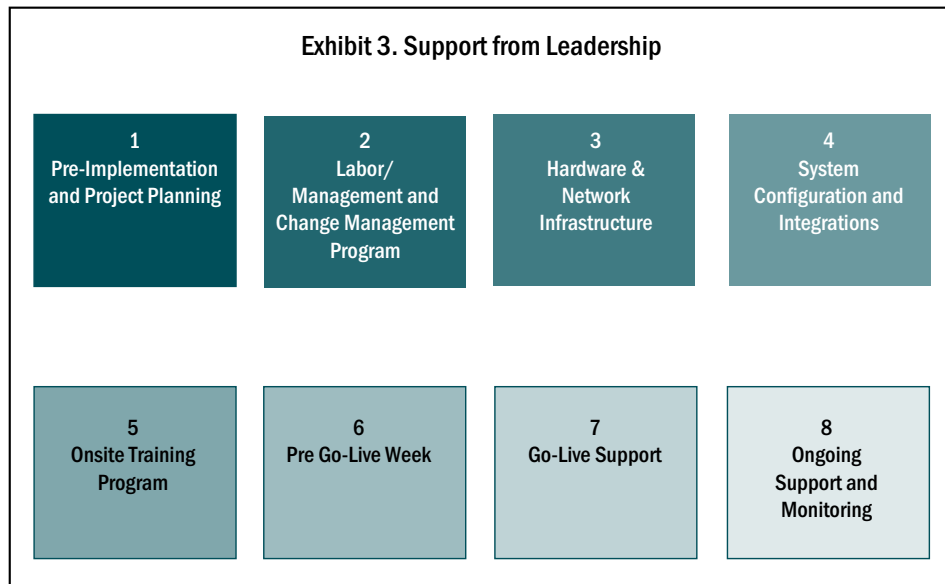 Exhibit 3. Support from Leadership
1
Pre-Implementation
and Project Planning
2
Labor/
Management and
Change Management
Program
3
Hardware &
Network
Infrastructure
4
System
Configuration and
Integrations
5
Onsite Training
Program
6
Pre Go-Live Week
7
Go-Live Support
8
Ongoing
Support and
Monitoring